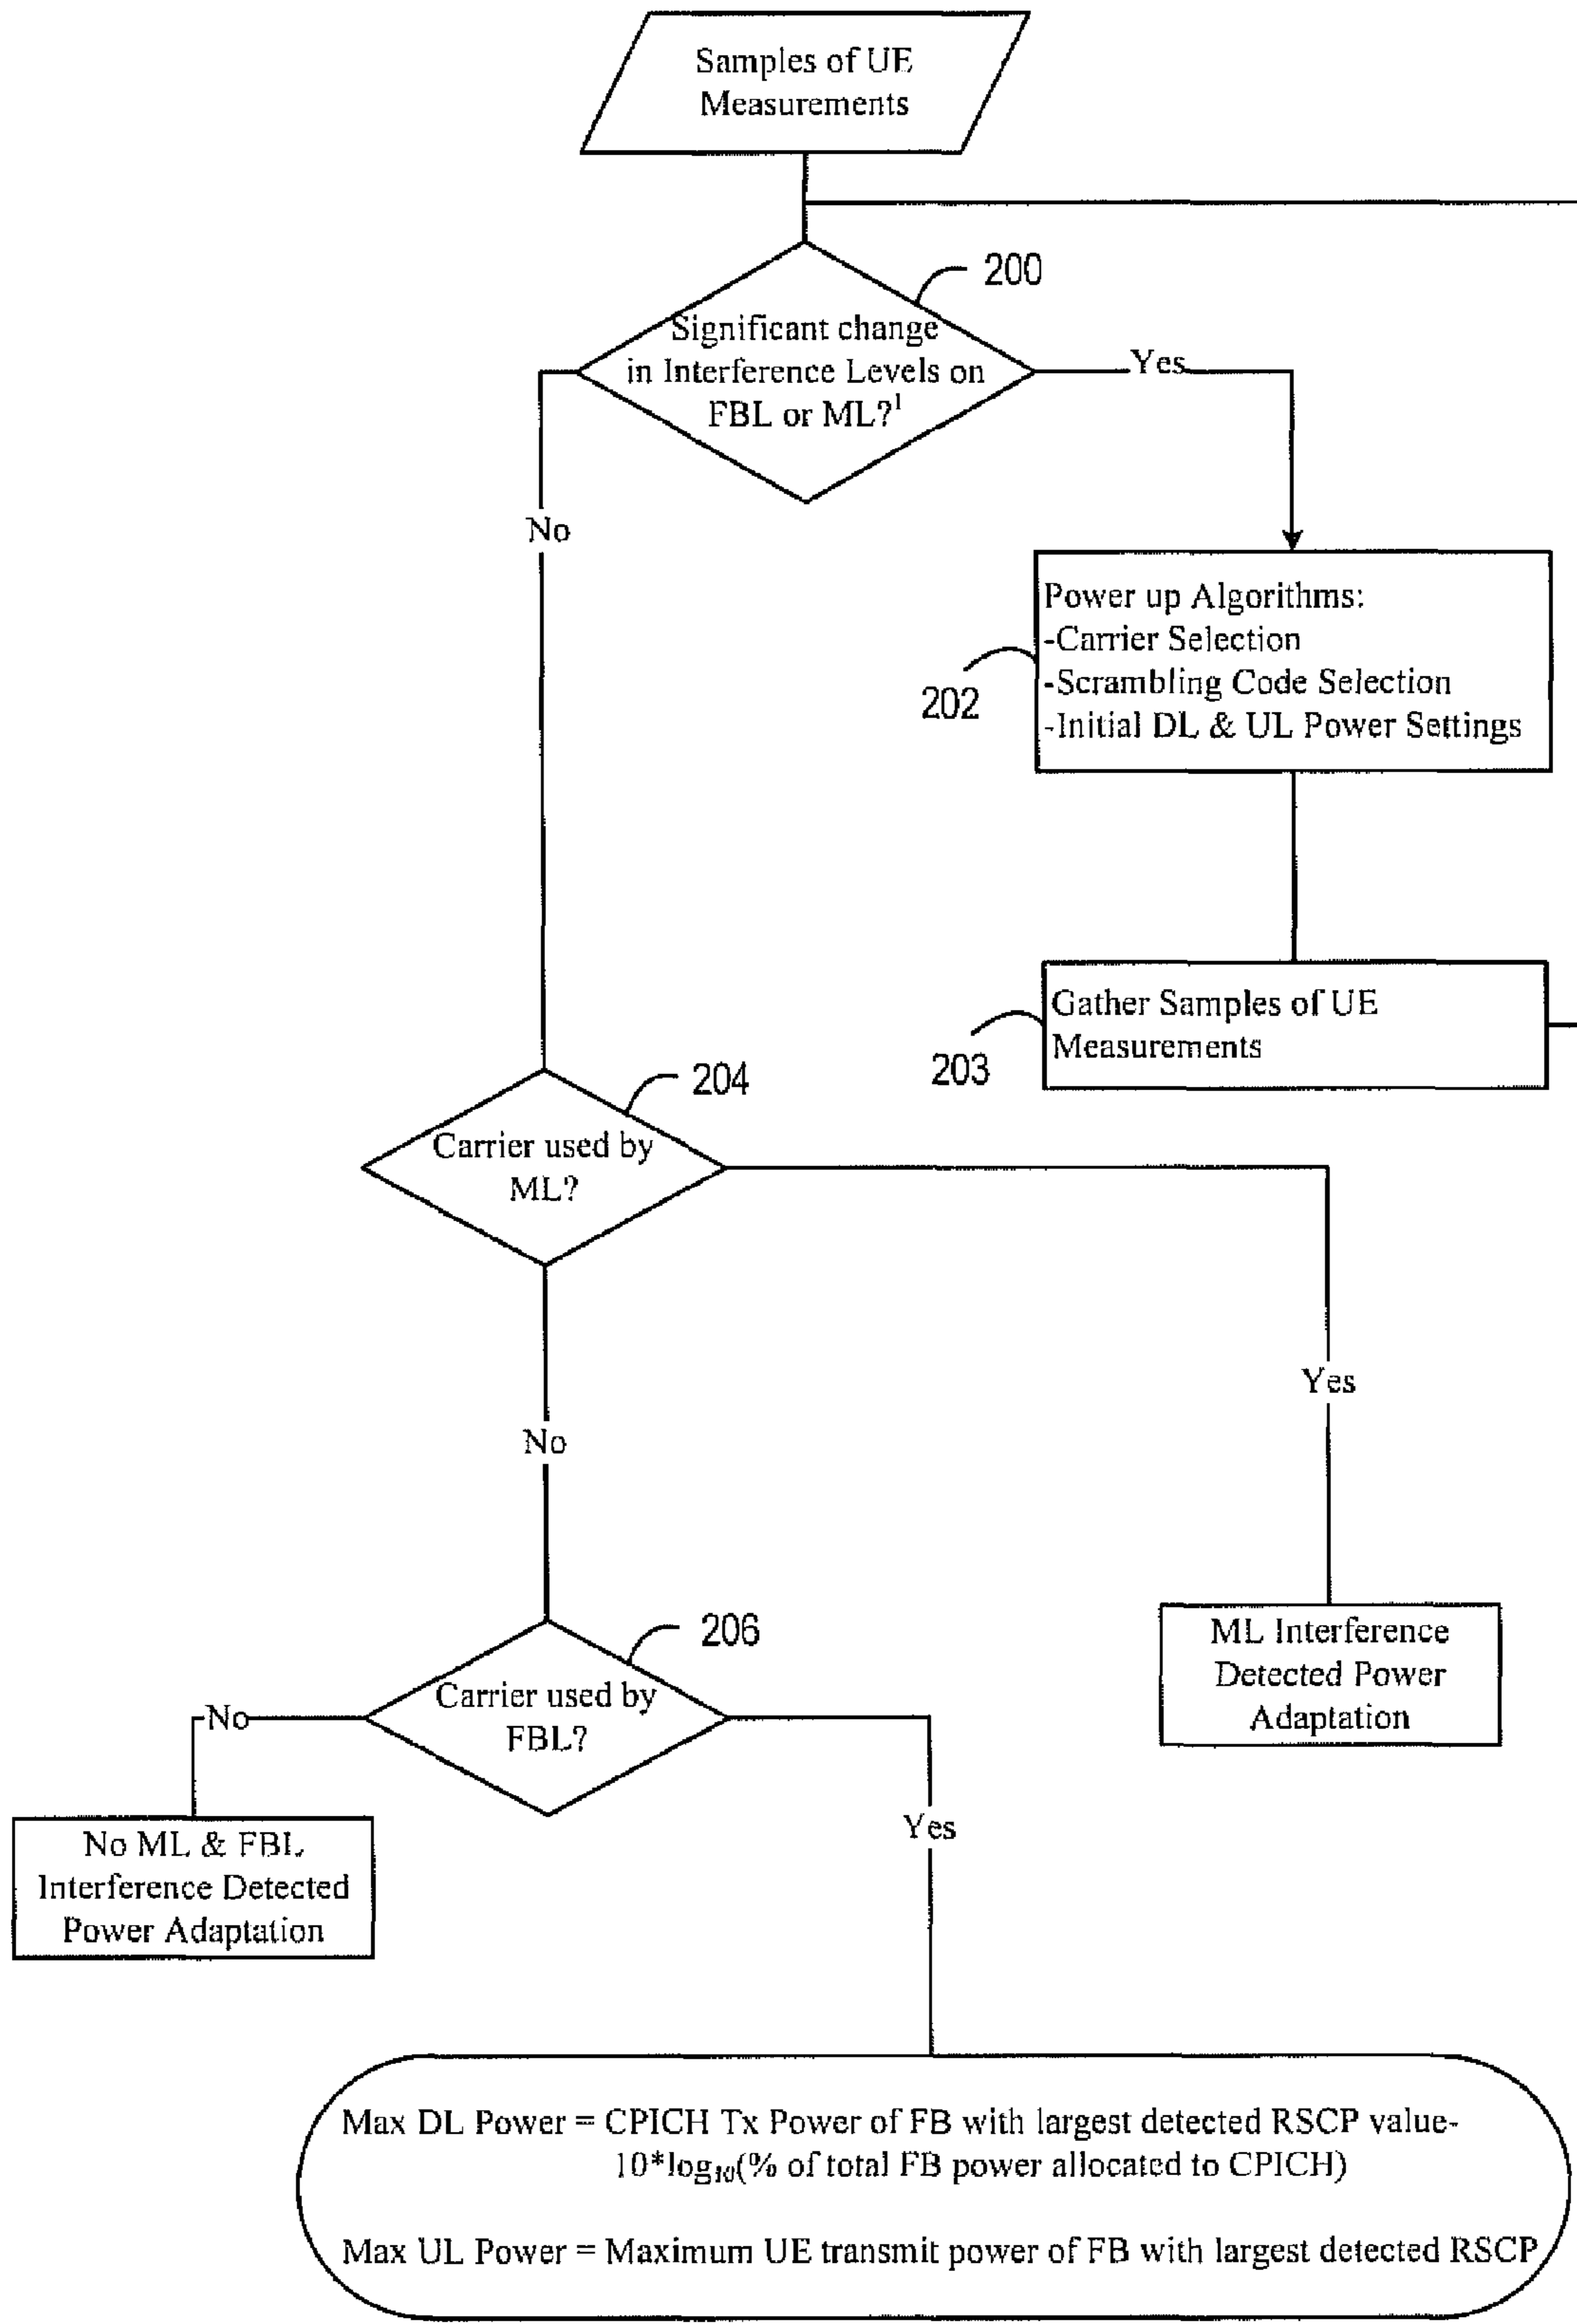 Samples of UE
Measurements
200
Significant change
in Interference Levels on
FBL or ML?¹
Yes
No
Power up Algorithms:
-Carrier Selection
-Scrambling Code Selection
-Initial DL & UL Power Settings
202
Gather Samples of UE
Measurements
203
204
Carrier used by
ML?
Yes
No
206
Carrier used by
FBL?
ML Interference
Detected Power
Adaptation
No
Yes
No ML & FBL
Interference Detected
Power Adaptation
Max DL Power = CPICH Tx Power of FB with largest detected RSCP value-
10*log₁₀(% of total FB power allocated to CPICH)
Max UL Power = Maximum UE transmit power of FB with largest detected RSCP